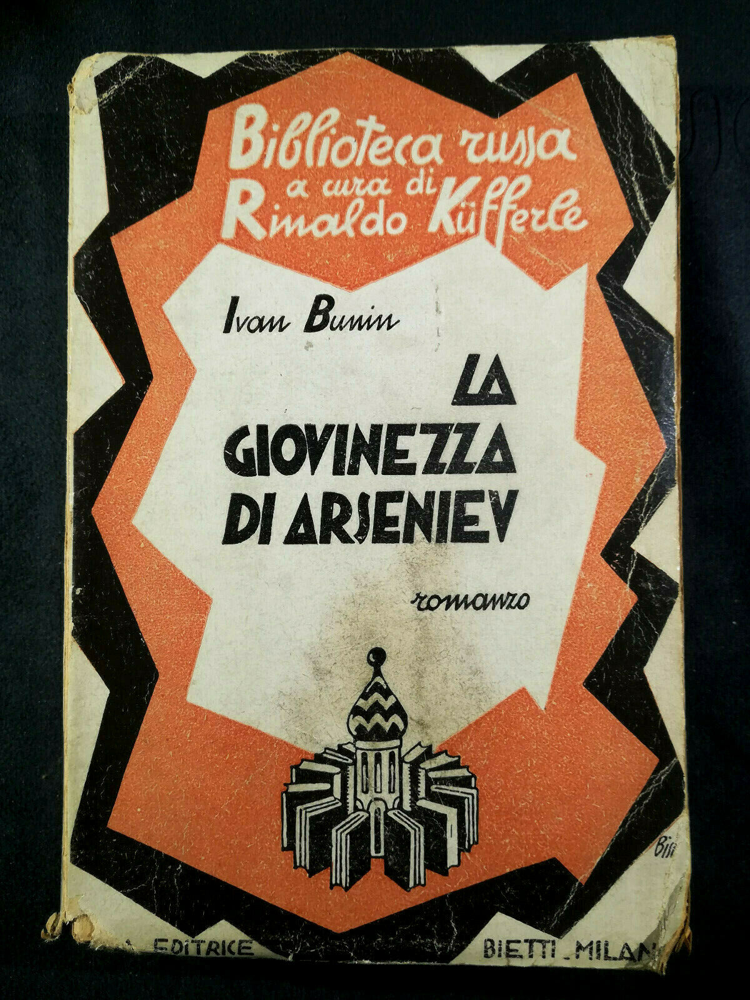 Biblioteca russa
a cura di
Rinaldo Küfferle
Ivan Bunin
LA
GIOVINEZZA
DI ARSENIEV
romanzo
Bisi
EDITRICE BIETTI - MILAN